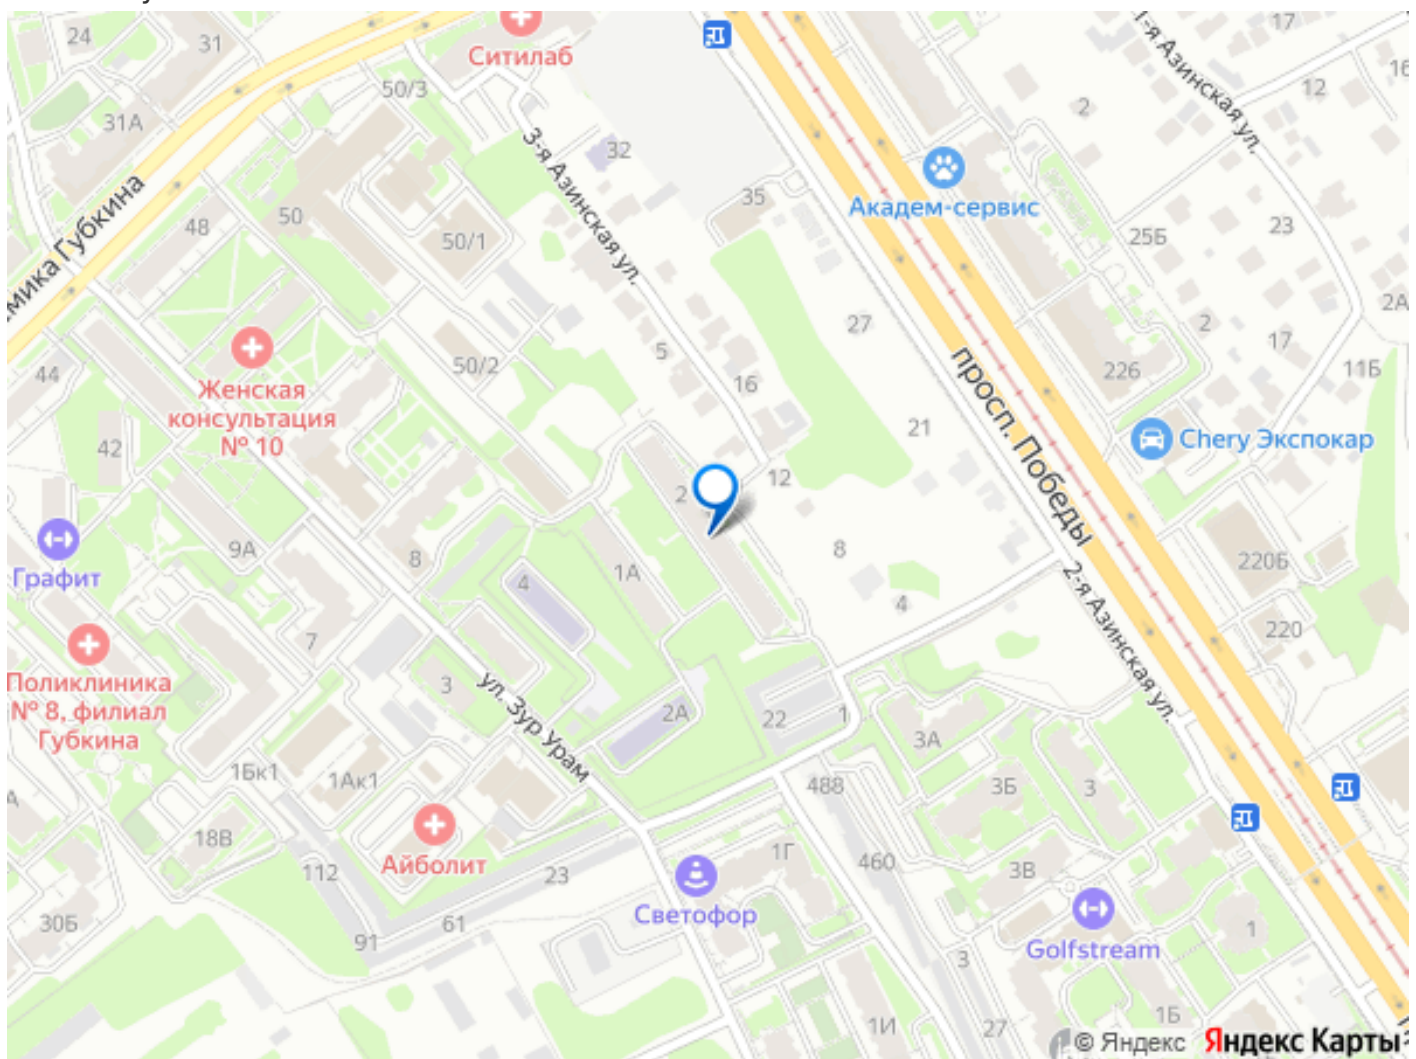 24
31
Ситилаб
17
1-я Азинская ул.
16
12
50/3
31А
3-я Азинская ул.
32
2
Академ-сервис
35
48
50
50/1
25Б
23
мика Губкина
2А
27
2
17
5
50/2
16
просп. Победы
22б
11Б
44
Женская
консультация
№ 10
42
21
Chery Экспокар
2
12
9А
Графит
8
4
1А
8
4
220Б
2-я Азинская ул.
220
7
Поликлиника
№ 8, филиал
Губкина
3
ул. Зур Урам
2А
22
1
3А
1Бк1
1Ак1
488
3Б
3
18В
Айболит
112
23
1Г
460
3В
Светофор
30Б
61
91
Golfstream
1
3
1И
27
1Б
© Яндекс Яндекс Карты